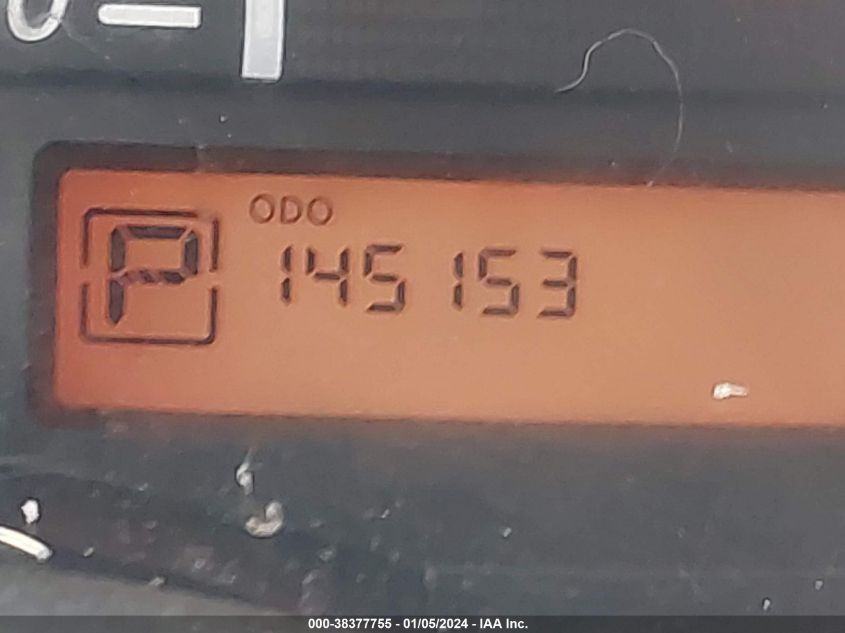 ODO
P 145153
000-38377755 - 01/05/2024 - IAA Inc.